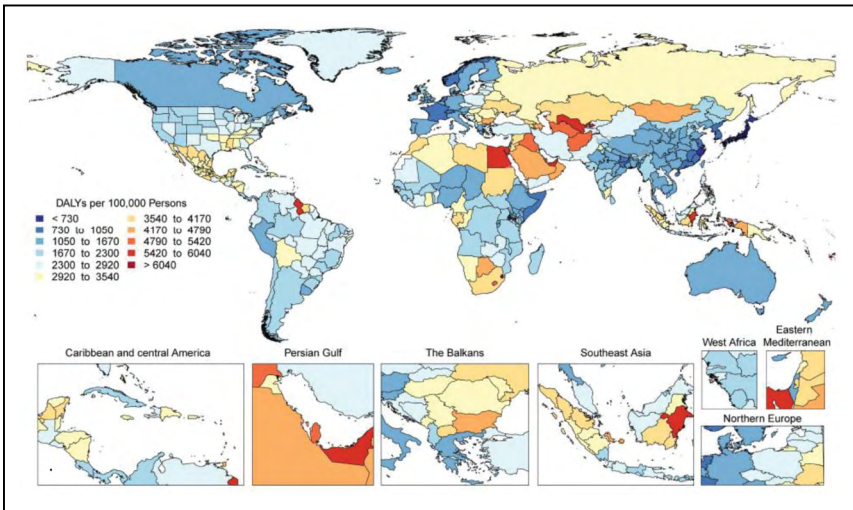 DALYs per 100,000 Persons
< 730
730 to 1050
1050 to 1670
1670 to 2300
2300 to 2920
2920 to 3540
3540 to 4170
4170 to 4790
4790 to 5420
5420 to 6040
> 6040
Caribbean and central America
Persian Gulf
The Balkans
Southeast Asia
West Africa
Eastern
Mediterranean
Northern Europe